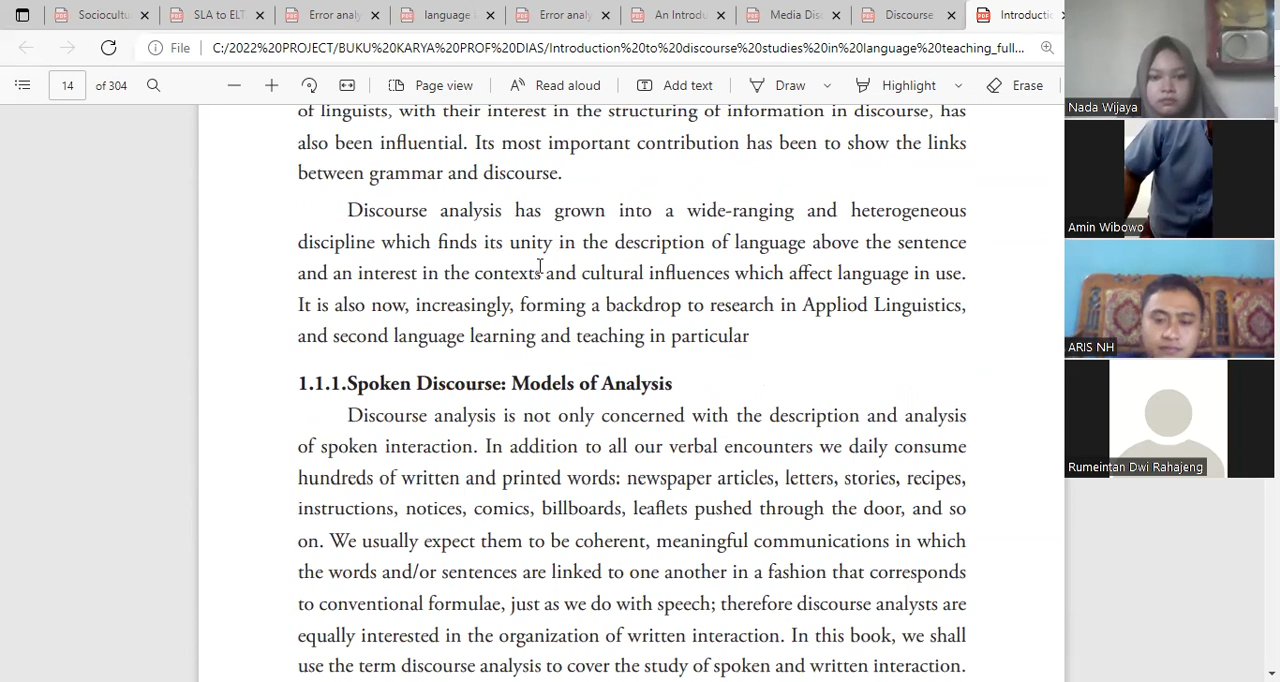 Sociocultu
SLA to ELT
Error analy
language
Error analy
An Introdu
Media Disc
Discourse
Introductio
File
C:/2022%20PROJECT/BUKU%20KARYA%20PROF%20DIAS/Introduction%20to%20discourse%20studies%20in%20language%20teaching_full...
14 of 304
Page view
Read aloud
Add text
Draw
Highlight
Erase
of linguists, with their interest in the structuring of information in discourse, has
also been influential. Its most important contribution has been to show the links
between grammar and discourse.
Discourse analysis has grown into a wide-ranging and heterogeneous
discipline which finds its unity in the description of language above the sentence
and an interest in the contexts and cultural influences which affect language in use.
It is also now, increasingly, forming a backdrop to research in Appliod Linguistics,
and second language learning and teaching in particular
1.1.1.Spoken Discourse: Models of Analysis
Discourse analysis is not only concerned with the description and analysis
of spoken interaction. In addition to all our verbal encounters we daily consume
hundreds of written and printed words: newspaper articles, letters, stories, recipes,
instructions, notices, comics, billboards, leaflets pushed through the door, and so
on. We usually expect them to be coherent, meaningful communications in which
the words and/or sentences are linked to one another in a fashion that corresponds
to conventional formulae, just as we do with speech; therefore discourse analysts are
equally interested in the organization of written interaction. In this book, we shall
use the term discourse analysis to cover the study of spoken and written interaction.
Nada Wijaya
Amin Wibowo
ARIS NH
Rumeintan Dwi Rahajeng